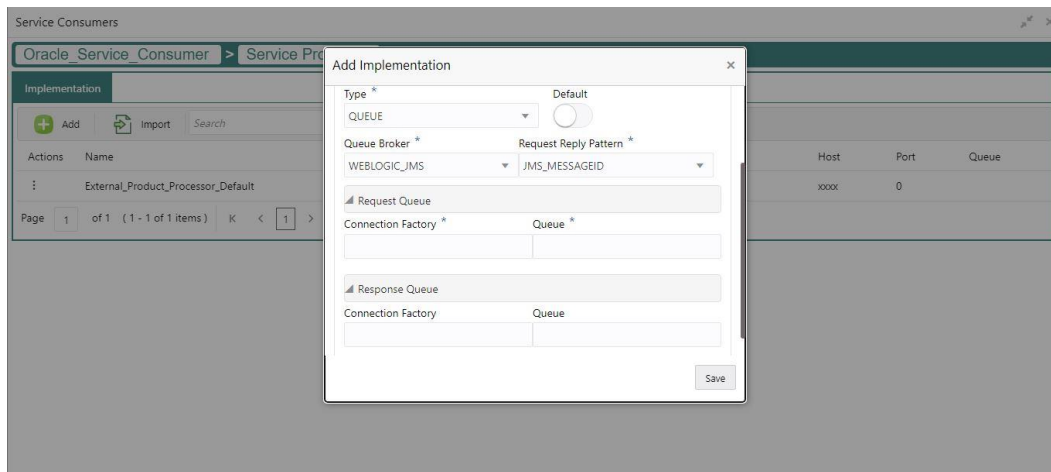 Service Consumers
Oracle_Service_Consumer > Service Pro
Implementation
Add Import Search
Actions Name Host Port Queue
External_Product_Processor_Default xxxx 0
Page 1 of 1 (1 - 1 of 1 items) K < 1 >
Add Implementation ×
Type * Default
QUEUE
Queue Broker * Request Reply Pattern *
WEBLOGIC_JMS JMS_MESSAGEID
Request Queue
Connection Factory * Queue *
Response Queue
Connection Factory Queue
Save